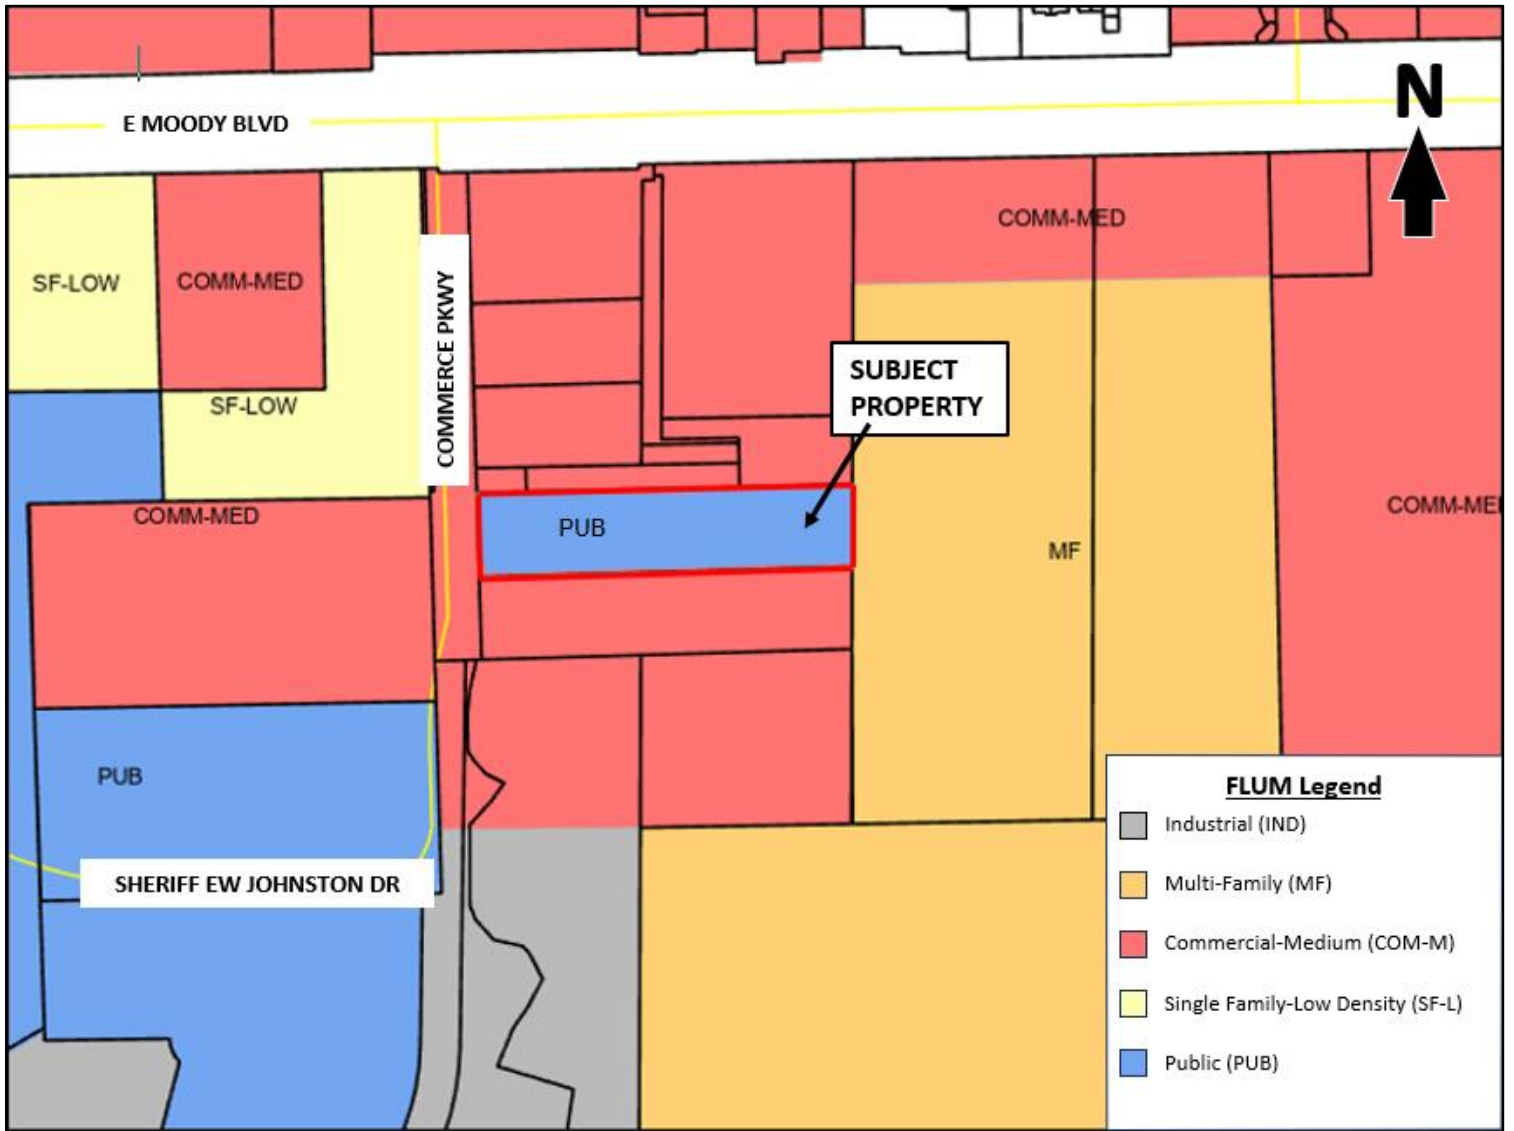 N
E MOODY BLVD
COMM-MED
SF-LOW
COMM-MED
COMMERCE PKWY
SUBJECT
PROPERTY
SF-LOW
COMM-MED
COMM-ME
PUB
MF
PUB
SHERIFF EW JOHNSTON DR
FLUM Legend
Industrial (IND)
Multi-Family (MF)
Commercial-Medium (COM-M)
Single Family-Low Density (SF-L)
Public (PUB)